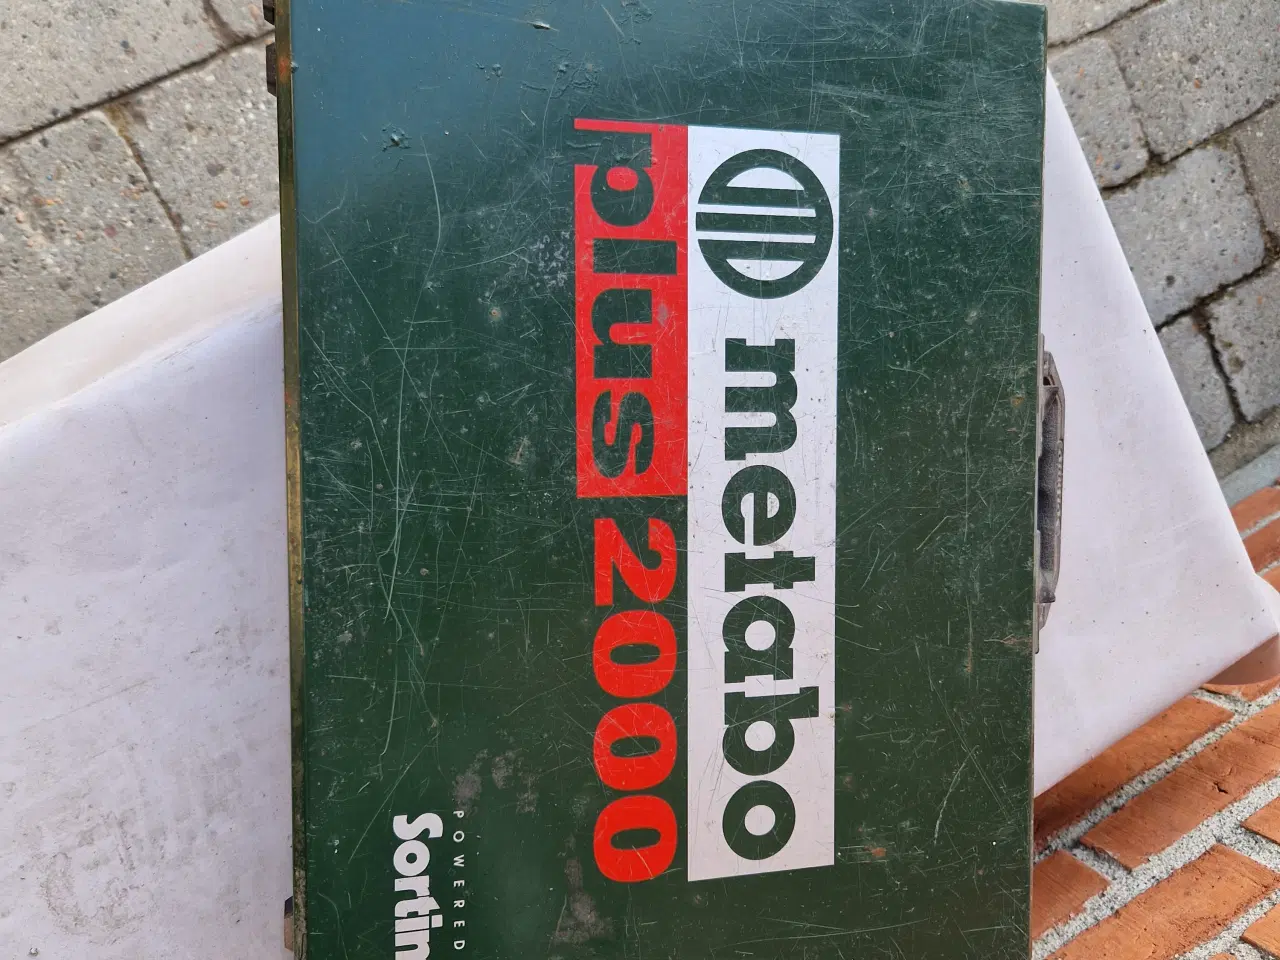 metabo
plus 2000
POWERED
Sortim